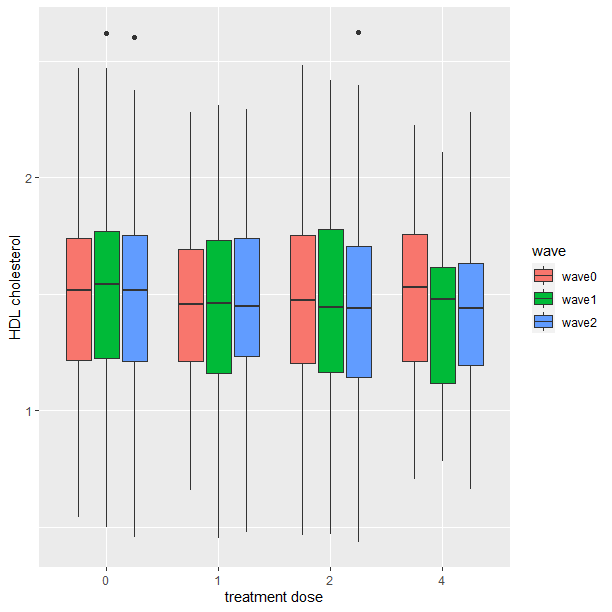 HDL cholesterol
2
1
0 1 2 4
treatment dose
wave
wave0
wave1
wave2